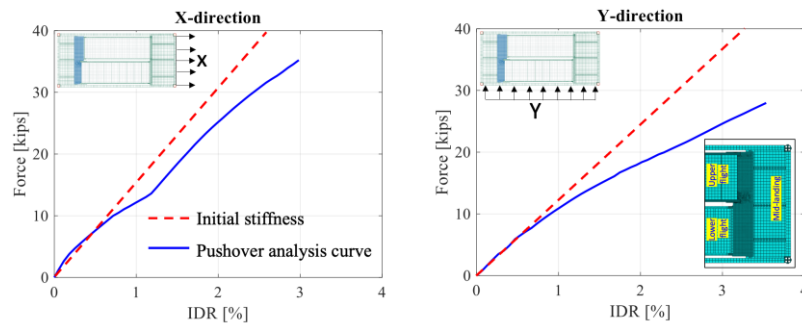 X-direction
Force [kips]
40
30
20
10
0
X
Initial stiffness
Pushover analysis curve
0
1
2
3
4
IDR [%]
Y-direction
Force [kips]
40
30
20
10
0
Y
Upper
flight
Lower
flight
Mid-landing
0
1
2
3
4
IDR [%]